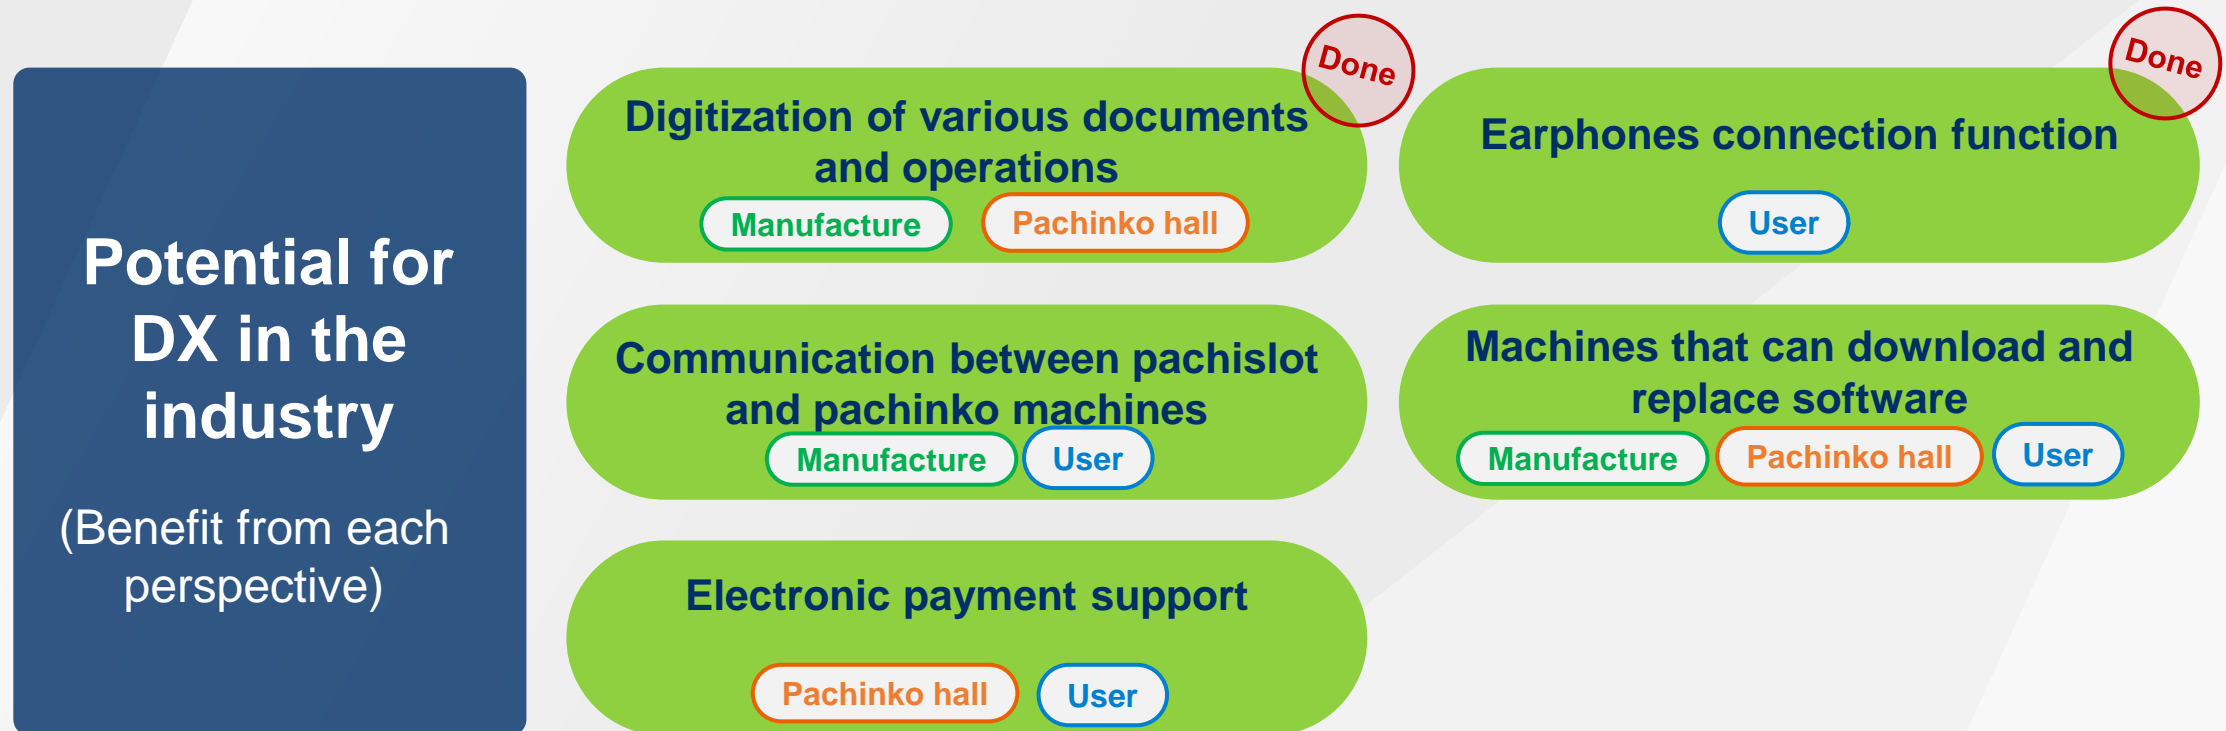 Potential for
DX in the
industry
(Benefit from each
perspective)
Done
Digitization of various documents
and operations
Manufacture Pachinko hall
Done
Earphones connection function
User
Communication between pachislot
and pachinko machines
Manufacture User
Machines that can download and
replace software
Manufacture Pachinko hall User
Electronic payment support
Pachinko hall User